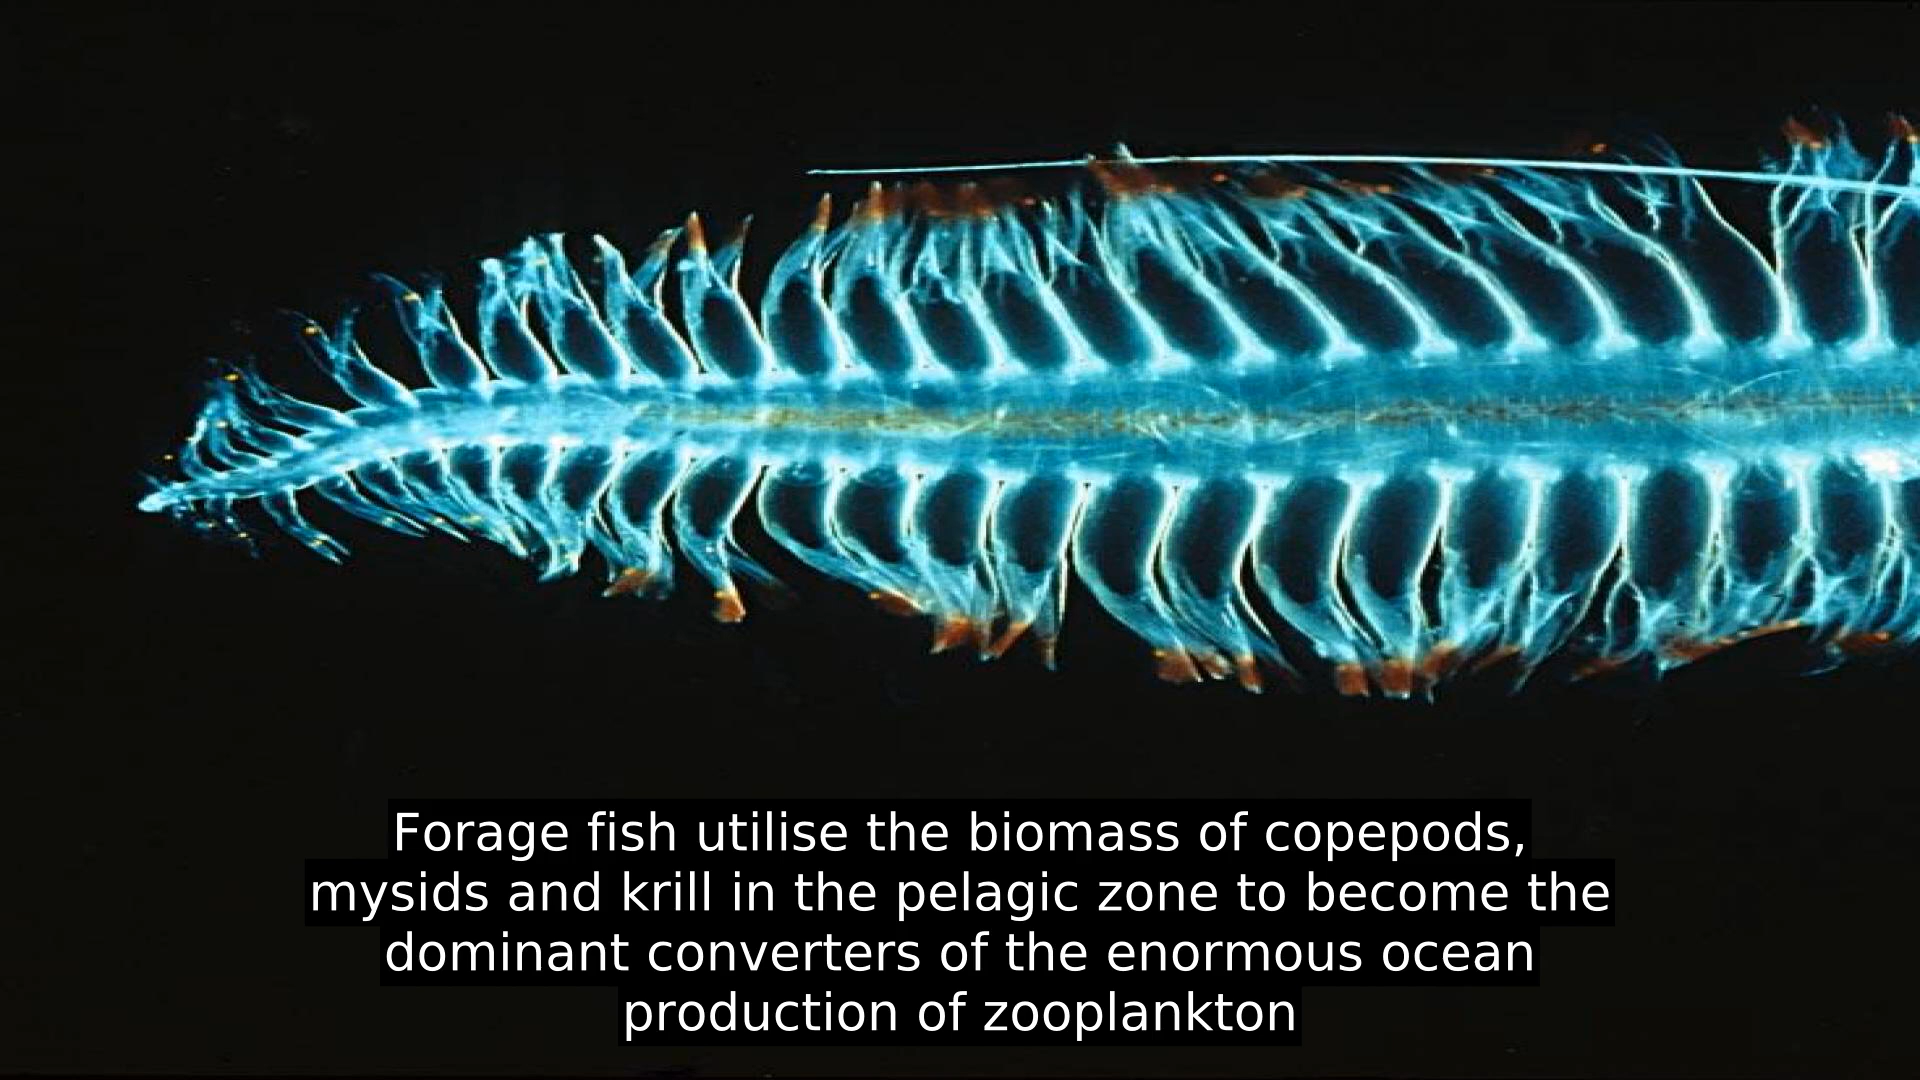 Forage fish utilise the biomass of copepods,
mysids and krill in the pelagic zone to become the
dominant converters of the enormous ocean
production of zooplankton